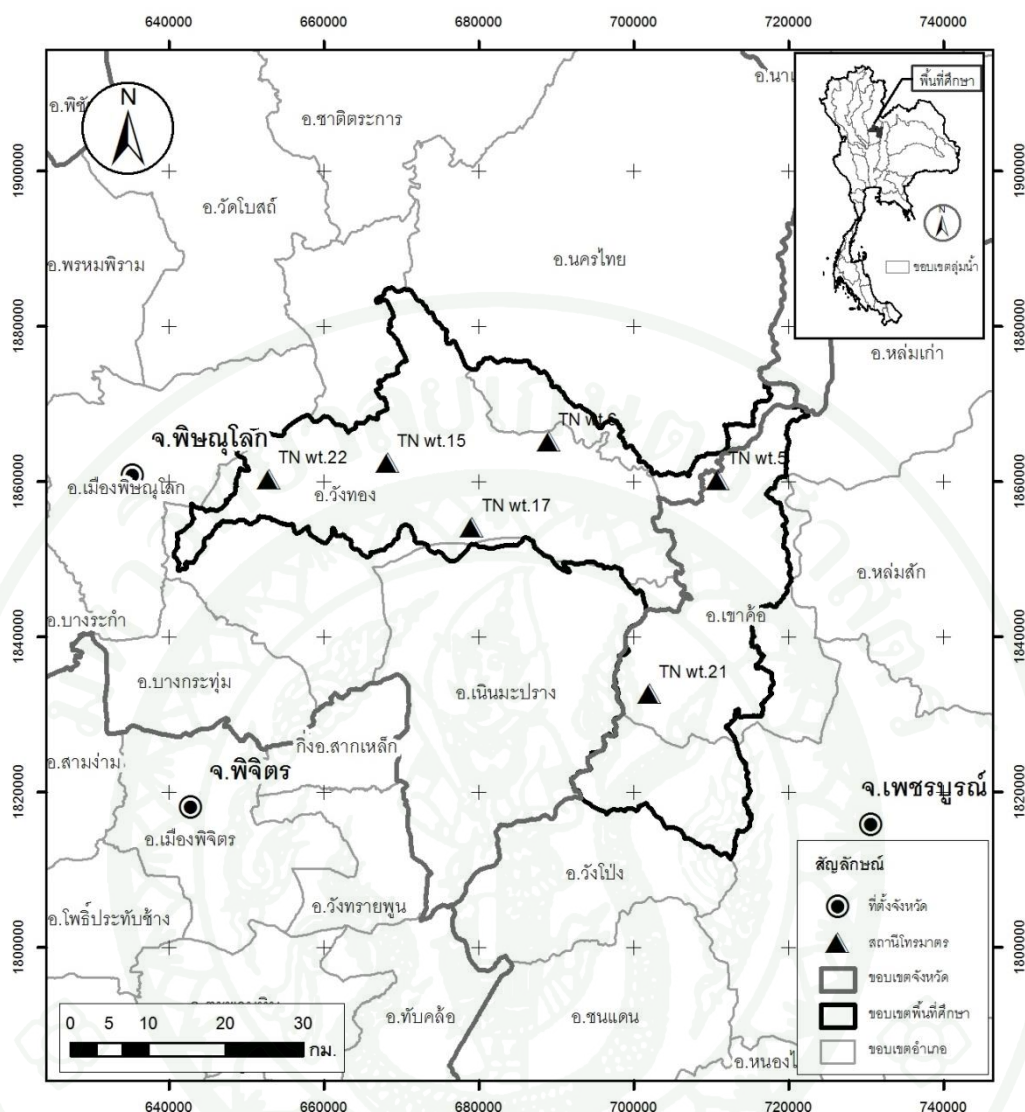 640000 660000 680000 700000 720000 740000
N
อ.ชาติตระการ
พื้นที่ศึกษา
1900000 1900000
อ.วัดโบสถ์
อ.พรหมพิราม
อ.นครไทย
N
ขอบเขตลุ่มน้ำ
1880000 1880000
อ.หล่มเก่า
จ.พิษณุโลก
TN wt.15
TN wt.6
TN wt.22
TN wt.5
1860000 1860000
อ.เมืองพิษณุโลก
อ.วังทอง
TN wt.17
อ.หล่มสัก
อ.บางระกำ
อ.เขาค้อ
1840000 1840000
อ.บางกระทุ่ม
TN wt.21
อ.เนินมะปราง
กิ่งอ.สากเหล็ก
อ.สามง่าม
จ.พิจิตร
จ.เพชรบูรณ์
1820000 1820000
อ.เมืองพิจิตร
อ.วังโป่ง
อ.วังทรายพูน
อ.โพธิ์ประทับช้าง
สัญลักษณ์
ที่ตั้งจังหวัด
สถานีโทรมาตร
ขอบเขตจังหวัด
ขอบเขตพื้นที่ศึกษา
ขอบเขตอำเภอ
1800000 1800000
อ.ทับคล้อ
อ.ชนแดน
0 5 10 20 30
กม.
640000 660000 680000 700000 720000 740000